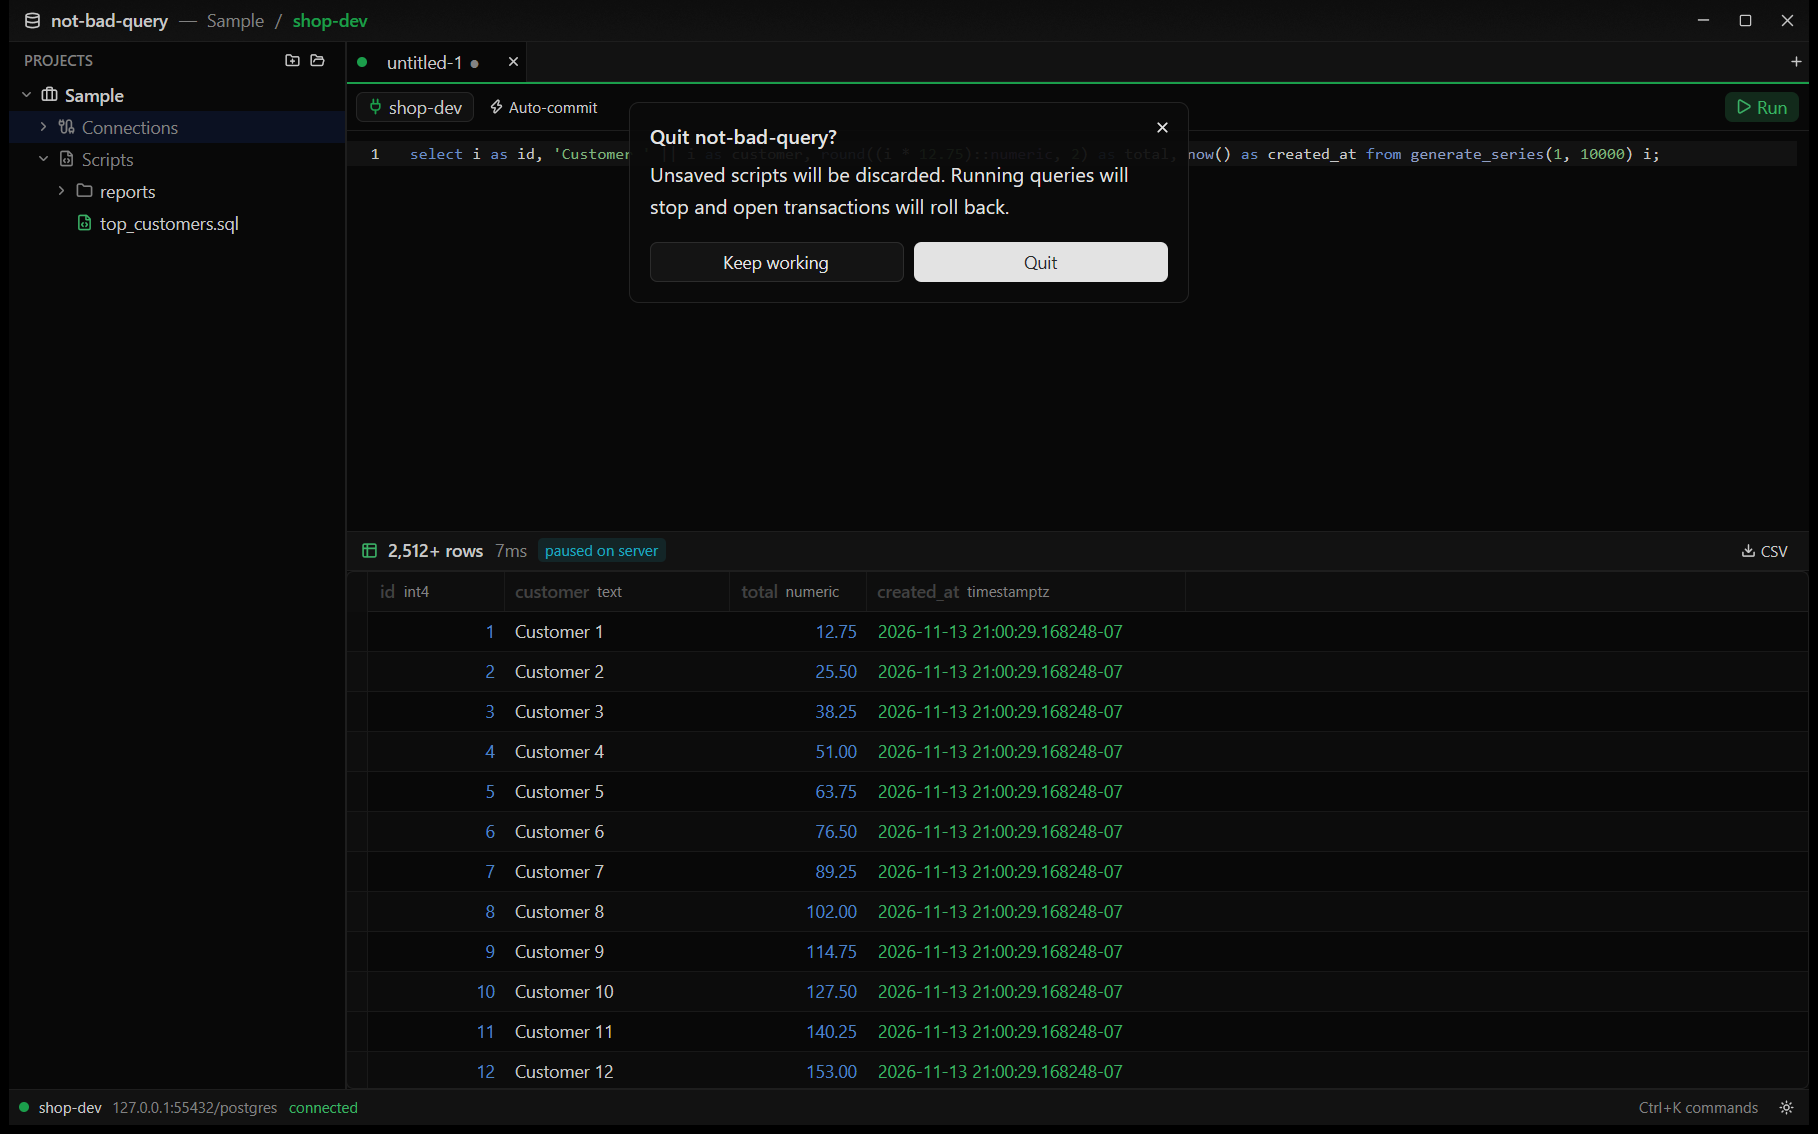 not-bad-query — Sample / shop-dev
PROJECTS
Sample
Connections
Scripts
reports
top_customers.sql
untitled-1
shop-dev
Auto-commit
Run
1 select i as id, 'Customer ' || i as customer, round((i * 12.75)::numeric, 2) as total, now() as created_at from generate_series(1, 10000) i;
Quit not-bad-query?
Unsaved scripts will be discarded. Running queries will
stop and open transactions will roll back.
Keep working
Quit
2,512+ rows 7ms paused on server
CSV
id int4 customer text total numeric created_at timestamptz
1 Customer 1 12.75 2026-11-13 21:00:29.168248-07
2 Customer 2 25.50 2026-11-13 21:00:29.168248-07
3 Customer 3 38.25 2026-11-13 21:00:29.168248-07
4 Customer 4 51.00 2026-11-13 21:00:29.168248-07
5 Customer 5 63.75 2026-11-13 21:00:29.168248-07
6 Customer 6 76.50 2026-11-13 21:00:29.168248-07
7 Customer 7 89.25 2026-11-13 21:00:29.168248-07
8 Customer 8 102.00 2026-11-13 21:00:29.168248-07
9 Customer 9 114.75 2026-11-13 21:00:29.168248-07
10 Customer 10 127.50 2026-11-13 21:00:29.168248-07
11 Customer 11 140.25 2026-11-13 21:00:29.168248-07
12 Customer 12 153.00 2026-11-13 21:00:29.168248-07
shop-dev 127.0.0.1:55432/postgres connected
Ctrl+K commands